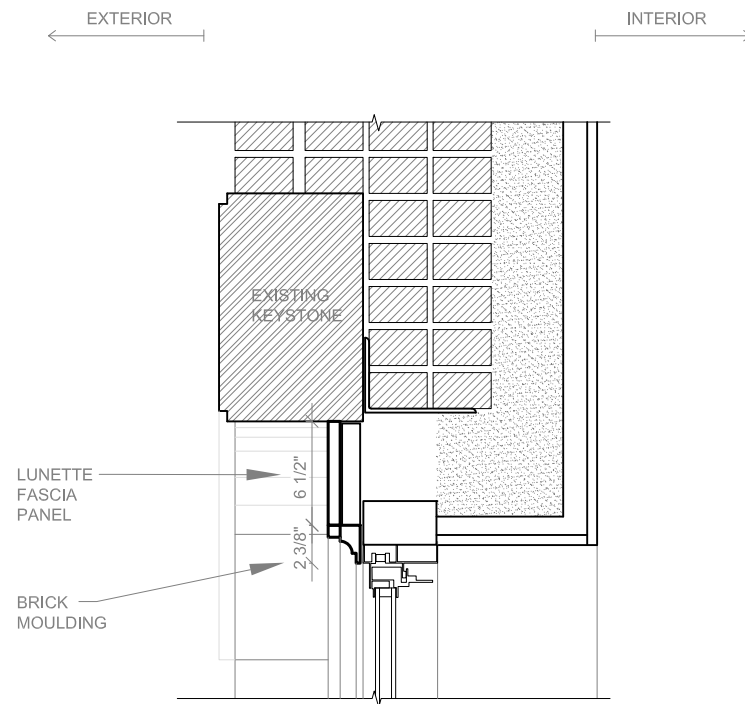 EXTERIOR
INTERIOR
EXISTING
KEYSTONE
LUNETTE
FASCIA
PANEL
6 1/2"
2 3/8"
BRICK
MOULDING